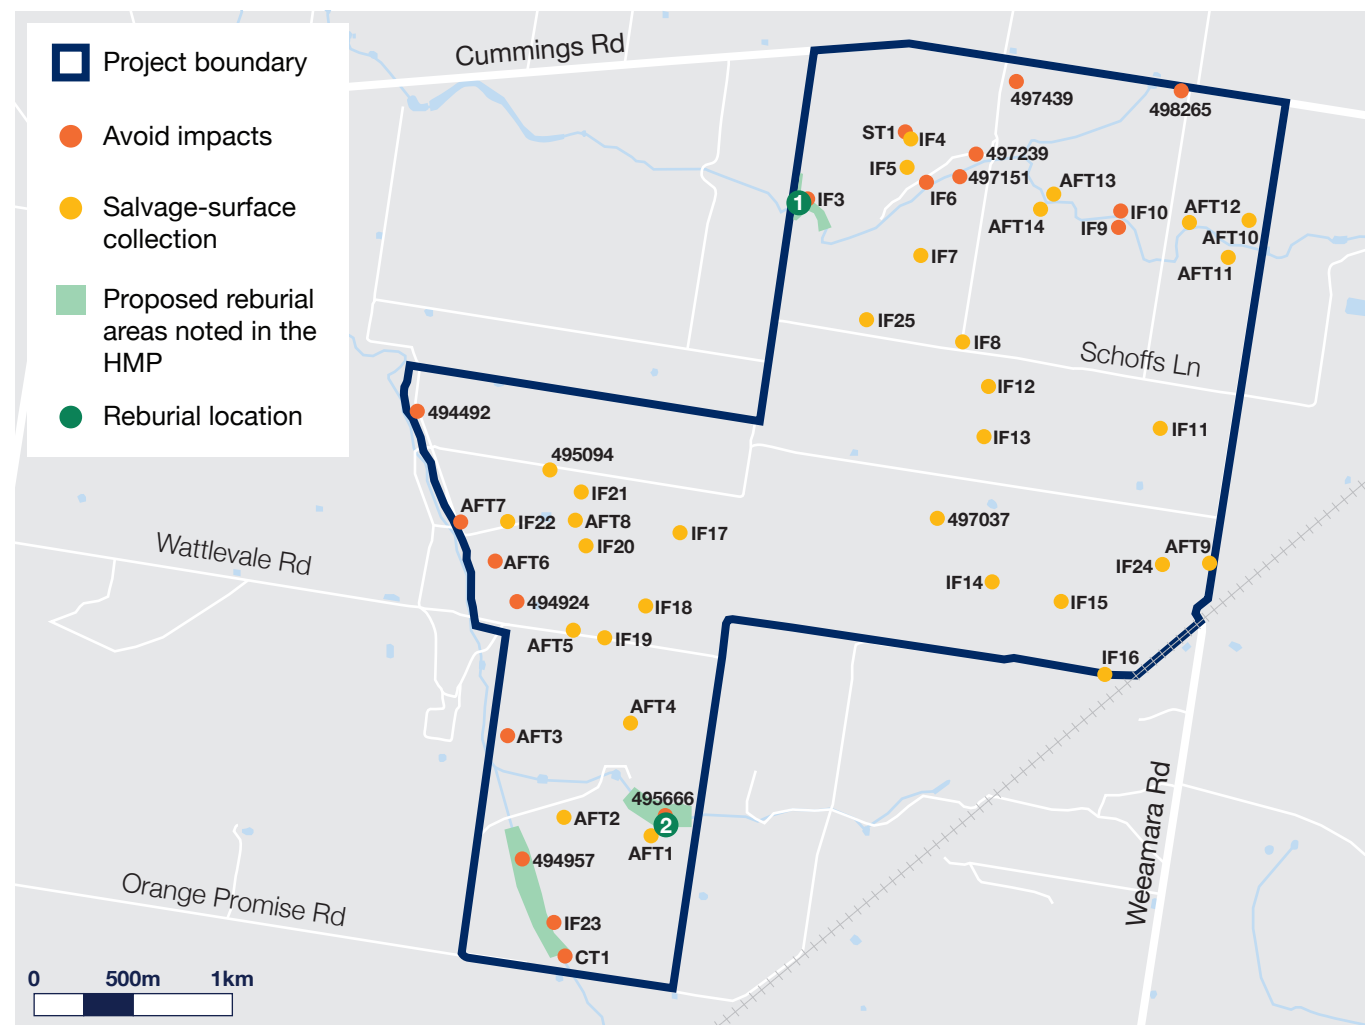 Project boundary
Avoid impacts
Salvage-surface
collection
Proposed reburial
areas noted in the
HMP
Reburial location
Cummings Rd
497439
498265
ST1
IF4
497239
IF5
497151
IF6
AFT13
AFT14
IF10
IF9
AFT12
AFT10
AFT11
1
IF3
IF7
IF25
IF8
Schoffs Ln
IF12
IF13
IF11
494492
495094
IF21
AFT7
IF22
AFT8
IF20
IF17
497037
AFT9
IF24
Wattlevale Rd
AFT6
IF14
494924
IF18
IF15
AFT5
IF19
IF16
AFT4
AFT3
495666
2
AFT2
AFT1
494957
Weeamara Rd
Orange Promise Rd
IF23
CT1
0 500m 1km